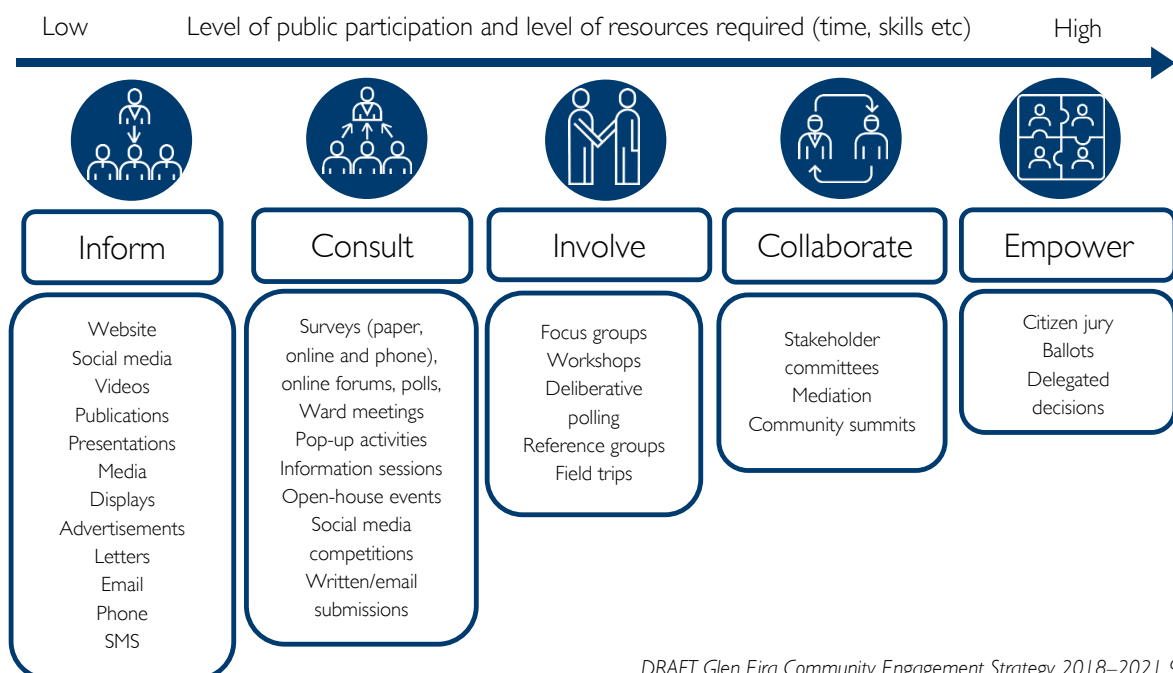 Low
Level of public participation and level of resources required (time, skills etc)
High
Inform
Consult
Involve
Collaborate
Empower
Website
Social media
Videos
Publications
Presentations
Media
Displays
Advertisements
Letters
Email
Phone
SMS
Surveys (paper,
online and phone),
online forums, polls,
Ward meetings
Pop-up activities
Information sessions
Open-house events
Social media
competitions
Written/email
submissions
Focus groups
Workshops
Deliberative
polling
Reference groups
Field trips
Stakeholder
committees
Mediation
Community summits
Citizen jury
Ballots
Delegated
decisions
DRAFT Glen Eira Community Engagement Strategy 2018–2021